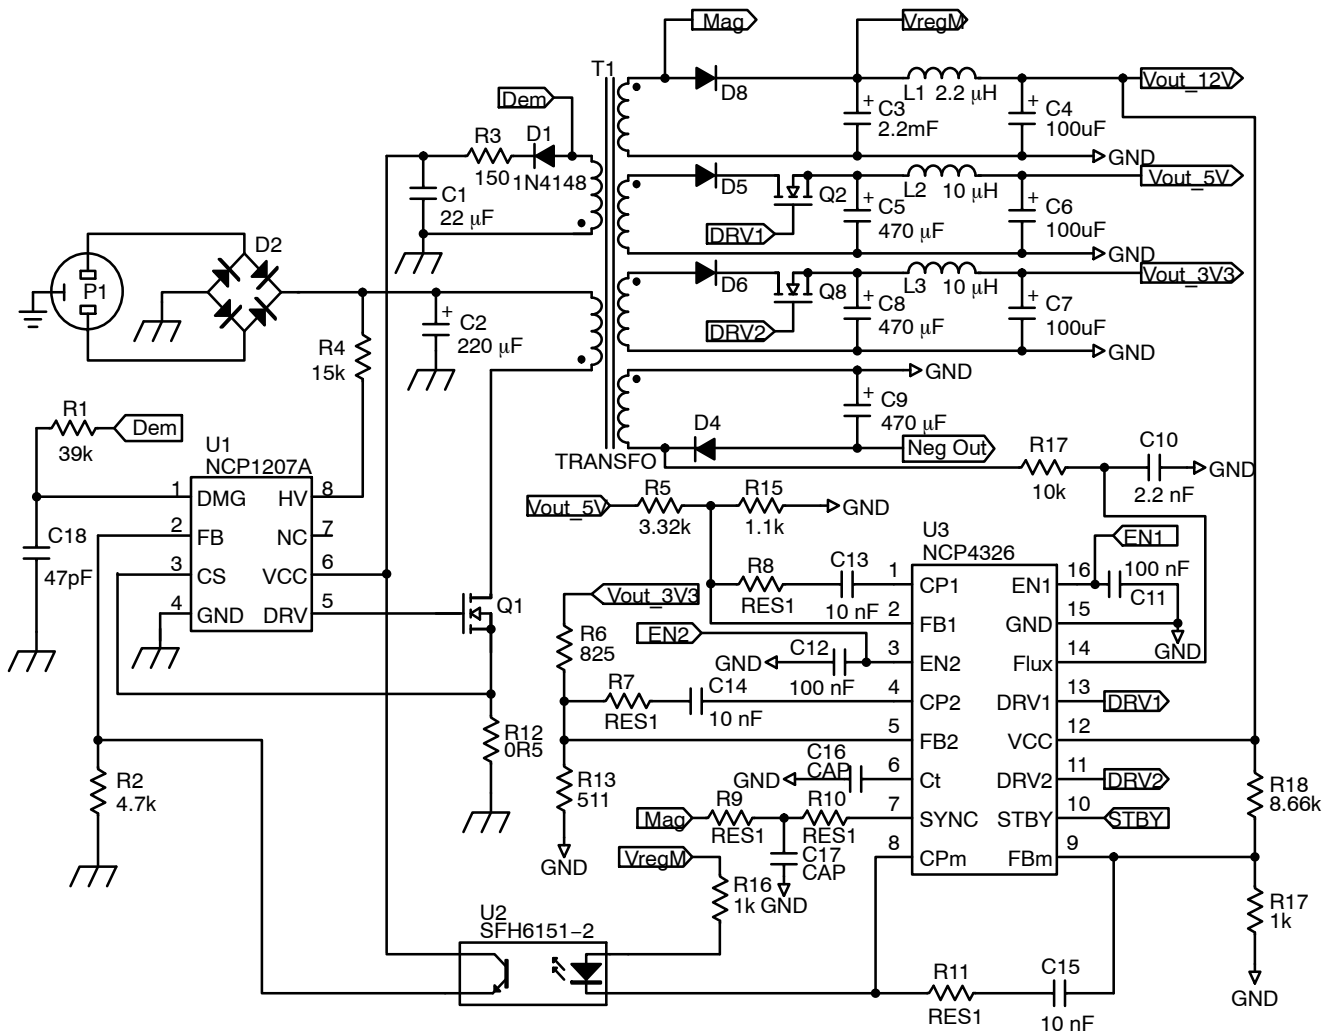 Mag
VregM
T1
D8
L1 2.2 µH
Vout_12V
C3
2.2mF
C4
100uF
GND
Dem
R3
150
D1
1N4148
C1
22 µF
D5
Q2
DRV1
L2 10 µH
Vout_5V
C5
470 µF
C6
100uF
GND
D2
P1
D6
Q8
DRV2
L3 10 µH
Vout_3V3
C8
470 µF
C7
100uF
GND
R4
15k
C2
220 µF
GND
C9
470 µF
D4
Neg Out
TRANSFO
R1
39k
Dem
U1
NCP1207A
1 DMG HV 8
2 FB NC 7
3 CS VCC 6
4 GND DRV 5
C18
47pF
Q1
R12
0R5
R2
4.7k
R17
10k
C10
2.2 nF
GND
Vout_5V
R5
3.32k
R15
1.1k
GND
R8
RES1
C13
10 nF
U3
NCP4326
EN1
100 nF
C11
GND
Vout_3V3
R6
825
EN2
GND
C12
100 nF
R7
RES1
C14
10 nF
1 CP1 EN1 16
2 FB1 GND 15
3 EN2 Flux 14
4 CP2 DRV1 13
5 FB2 VCC 12
6 Ct DRV2 11
7 SYNC STBY 10
8 CPm FBm 9
DRV1
DRV2
STBY
R13
511
GND
GND
C16
CAP
Mag
R9
RES1
R10
RES1
C17
CAP
GND
VregM
R16
1k
R18
8.66k
R17
1k
GND
U2
SFH6151−2
R11
RES1
C15
10 nF